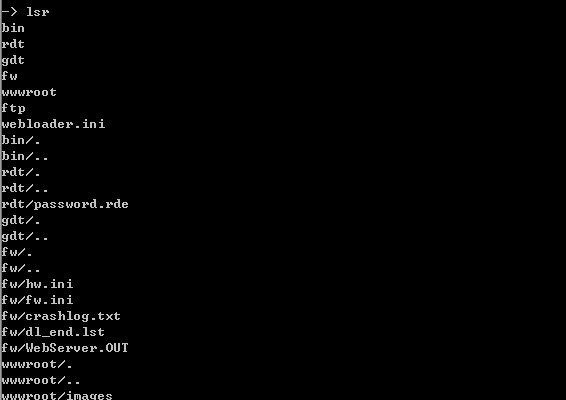 -> lsr
bin
rdt
gdt
fw
wwwroot
ftp
webloader.ini
bin/.
bin/..
rdt/.
rdt/..
rdt/password.rde
gdt/.
gdt/..
fw/.
fw/..
fw/hw.ini
fw/fw.ini
fw/crashlog.txt
fw/dl_end.lst
fw/WebServer.OUT
wwwroot/.
wwwroot/..
wwwroot/images